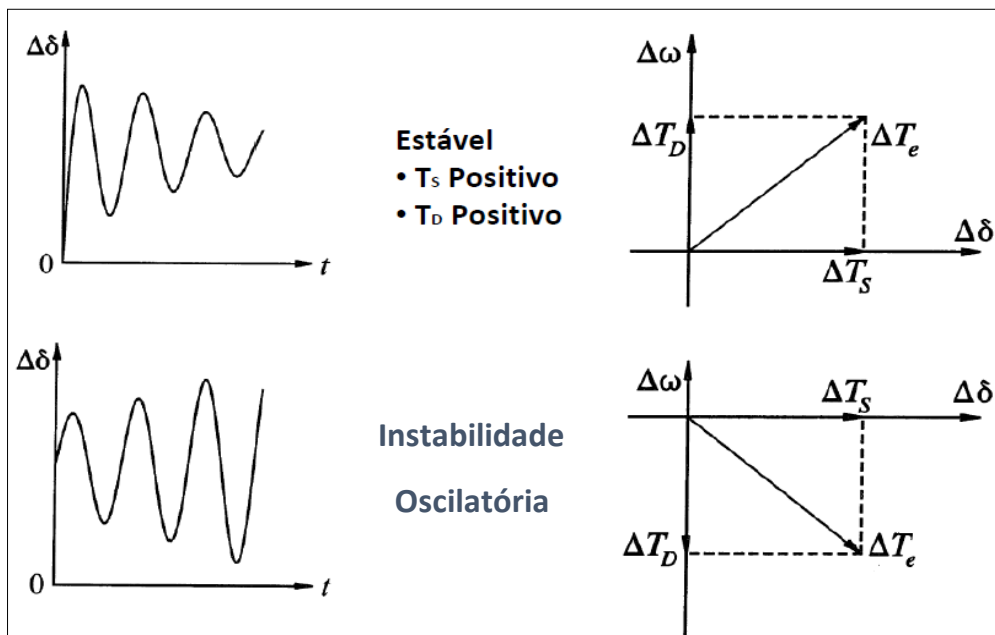 Δδ
0
t
Estável
• Ts Positivo
• TD Positivo
Δω
ΔTD
ΔTe
ΔTS
Δδ
Δδ
0
t
Instabilidade
Oscilatória
Δω
ΔTS
Δδ
ΔTD
ΔTe